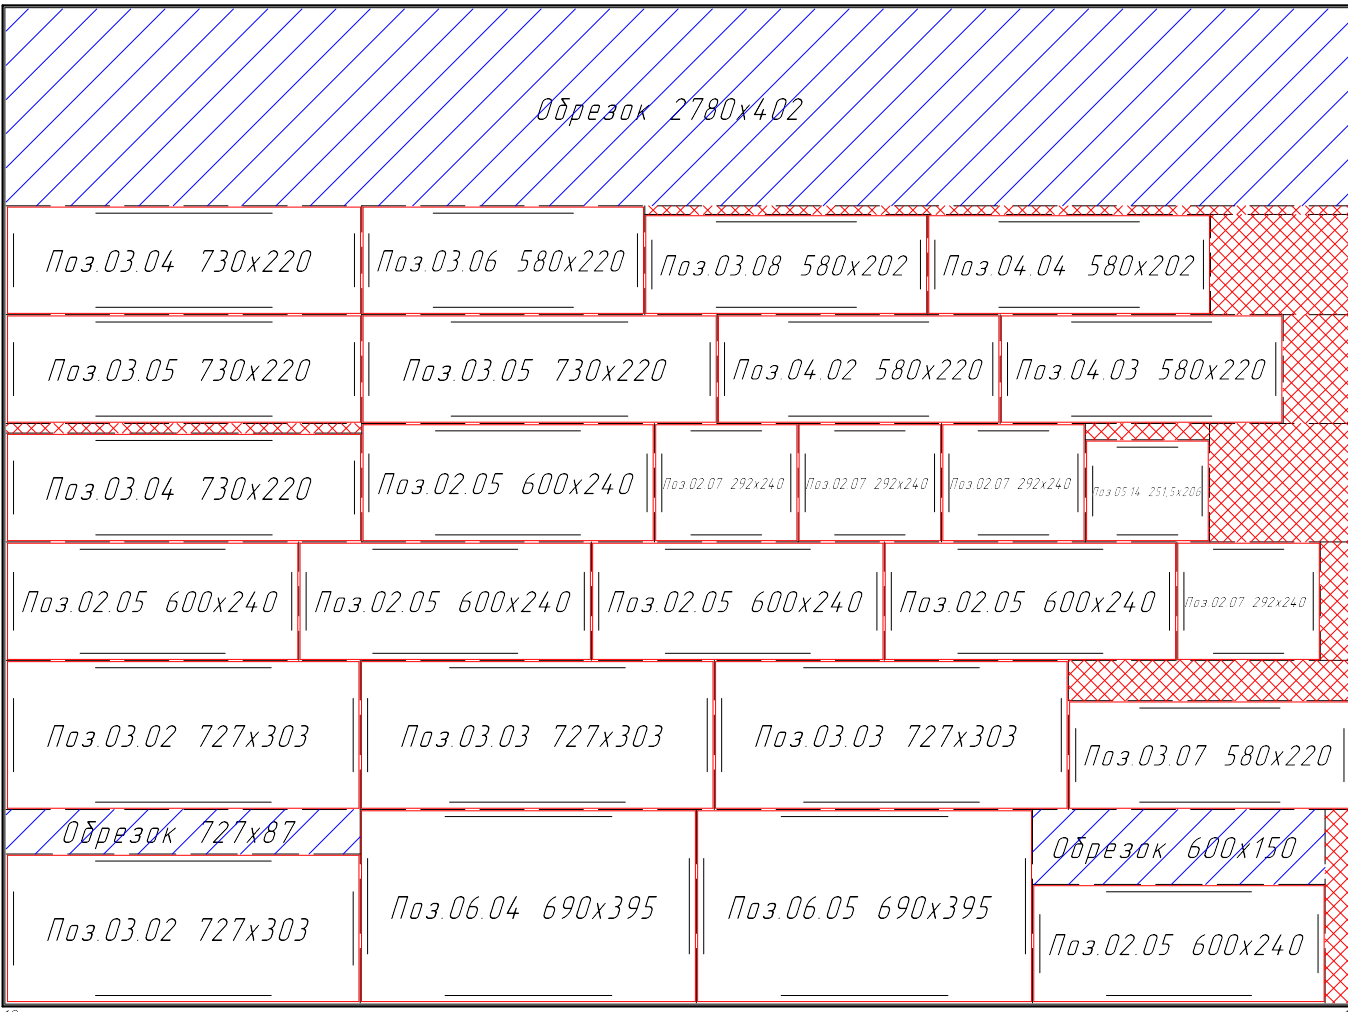 Обрезок 2780x402
Поз.03.04 730x220
Поз.03.06 580x220
Поз.03.08 580x202
Поз.04.04 580x202
Поз.03.05 730x220
Поз.03.05 730x220
Поз.04.02 580x220
Поз.04.03 580x220
Поз.03.04 730x220
Поз.02.05 600x240
Поз.02.07 292x240
Поз.02.07 292x240
Поз.02.07 292x240
Поз.05.14 251,5x206
Поз.02.05 600x240
Поз.02.05 600x240
Поз.02.05 600x240
Поз.02.05 600x240
Поз.02.07 292x240
Поз.03.02 727x303
Поз.03.03 727x303
Поз.03.03 727x303
Поз.03.07 580x220
Обрезок 727x87
Обрезок 600x150
Поз.03.02 727x303
Поз.06.04 690x395
Поз.06.05 690x395
Поз.02.05 600x240